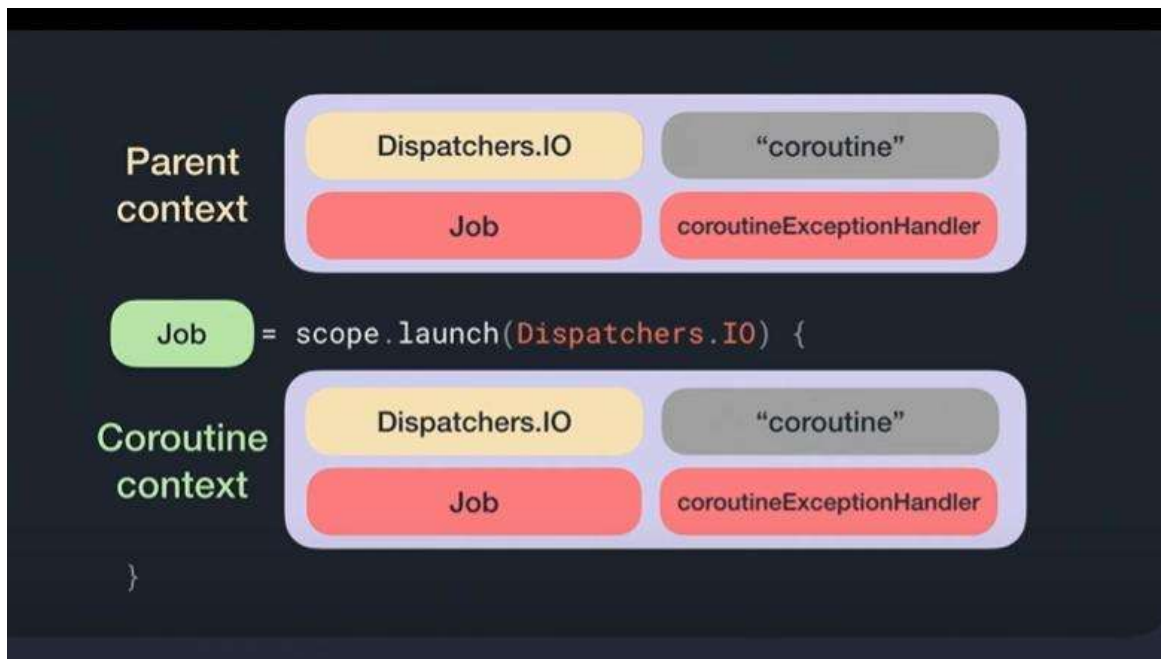 Parent
context
Dispatchers.IO
“coroutine”
Job
coroutineExceptionHandler
Job = scope.launch(Dispatchers.IO) {
Coroutine
context
Dispatchers.IO
“coroutine”
Job
coroutineExceptionHandler
}